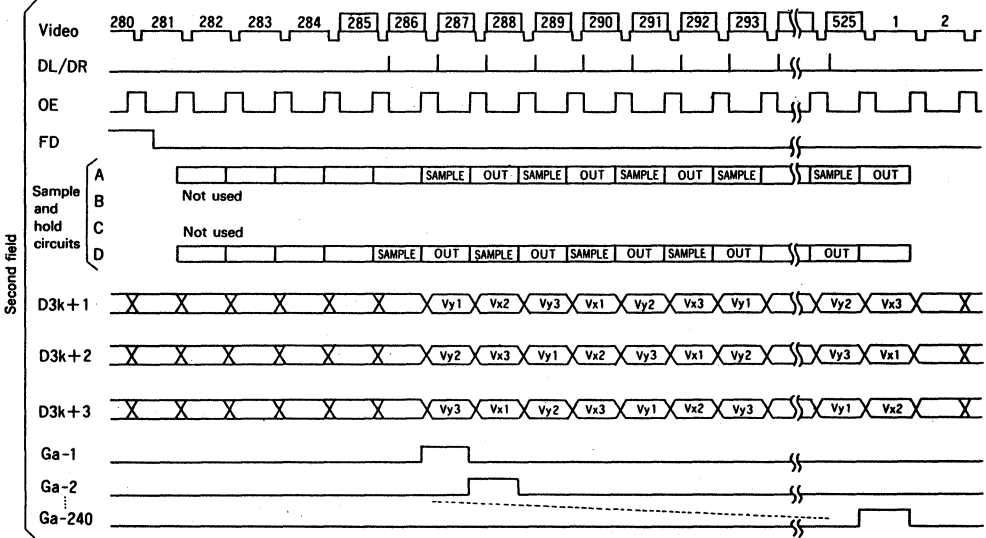 Second field
280 281 282 283 284 285 286 287 288 289 290 291 292 293 525 1 2
Video
DL/DR
OE
FD
Sample and hold circuits
A SAMPLE OUT SAMPLE OUT SAMPLE OUT SAMPLE SAMPLE OUT
B Not used
C Not used
D SAMPLE OUT SAMPLE OUT SAMPLE OUT SAMPLE OUT OUT
D3k+1 Vy1 Vx2 Vy3 Vx1 Vy2 Vx3 Vy1 Vy2 Vx3
D3k+2 Vy2 Vx3 Vy1 Vx2 Vy3 Vx1 Vy2 Vy3 Vx1
D3k+3 Vy3 Vx1 Vy2 Vx3 Vy1 Vx2 Vy3 Vy1 Vx2
Ga-1
Ga-2
Ga-240